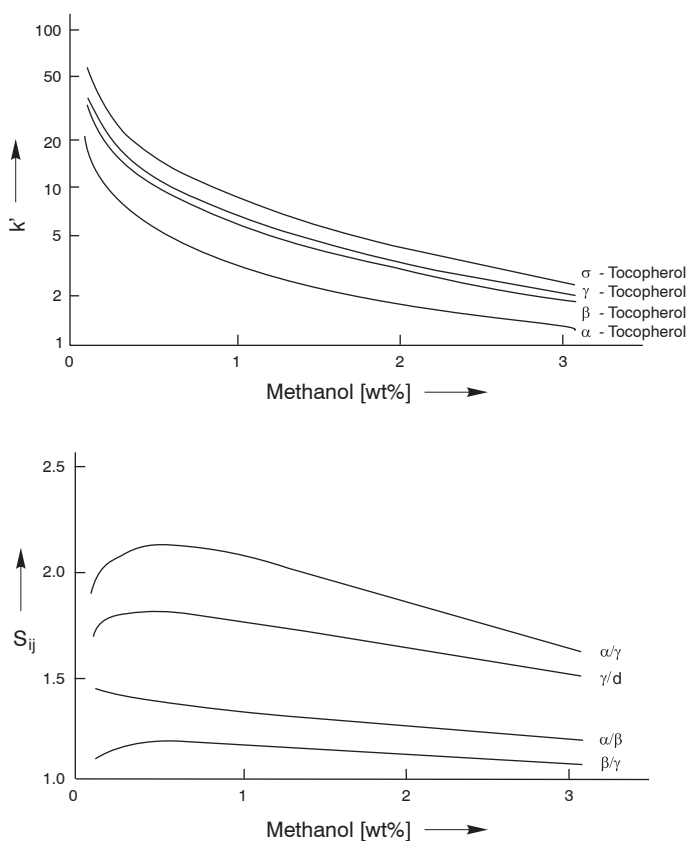 100
50
20
10
5
2
1
k'
σ - Tocopherol
γ - Tocopherol
β - Tocopherol
α - Tocopherol
0 1 2 3
Methanol [wt%]
2.5
2.0
1.5
1.0
Sij
α/γ
γ/d
α/β
β/γ
0 1 2 3
Methanol [wt%]